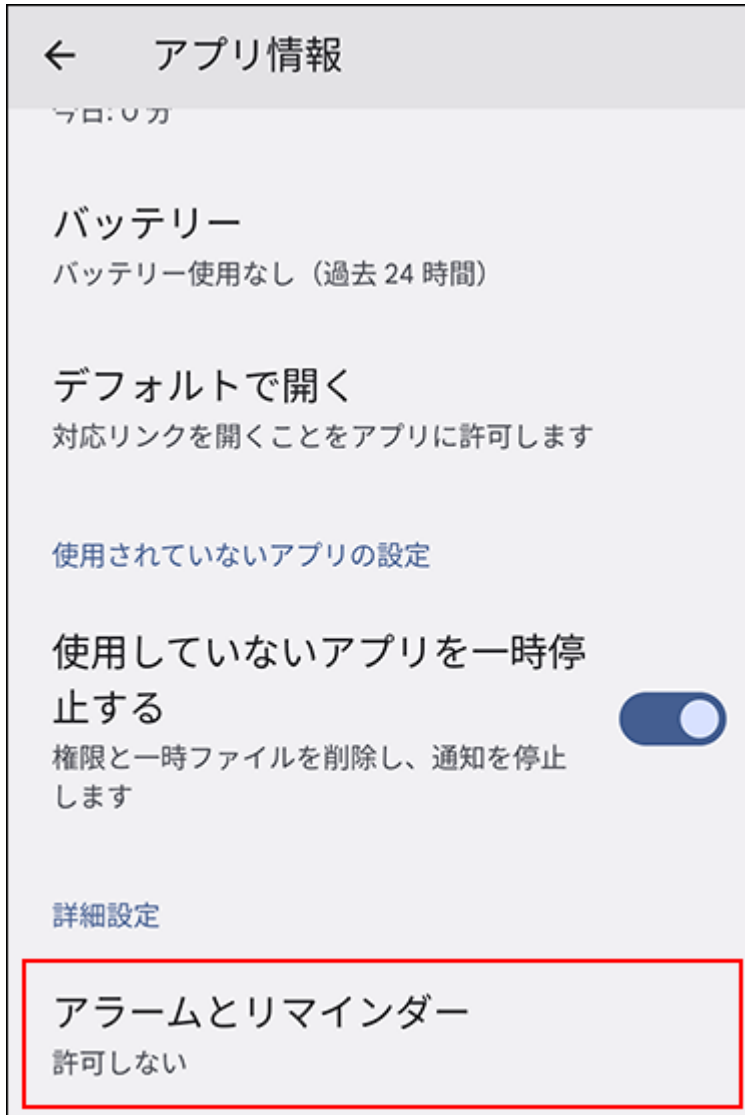 アプリ情報
今日: 0 分
バッテリー
バッテリー使用なし（過去 24 時間）
デフォルトで開く
対応リンクを開くことをアプリに許可します
使用されていないアプリの設定
使用していないアプリを一時停
止する
権限と一時ファイルを削除し、通知を停止
します
詳細設定
アラームとリマインダー
許可しない